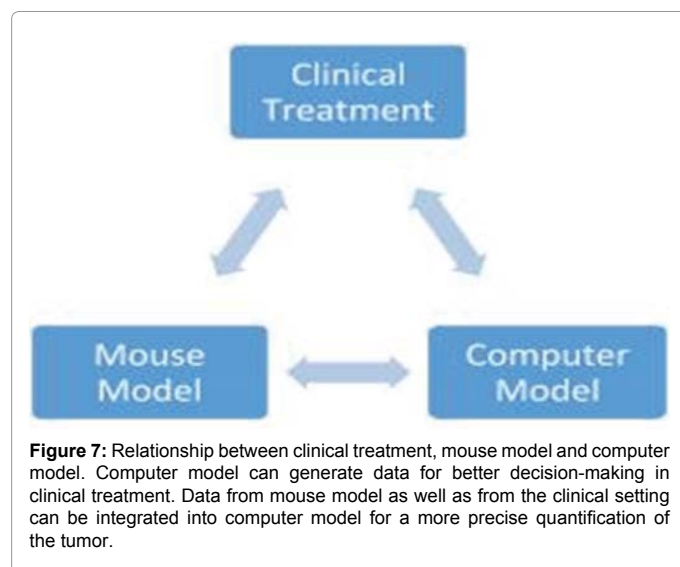 Clinical
Treatment
Mouse
Model
Computer
Model
Figure 7: Relationship between clinical treatment, mouse model and computer
model. Computer model can generate data for better decision-making in
clinical treatment. Data from mouse model as well as from the clinical setting
can be integrated into computer model for a more precise quantification of
the tumor.